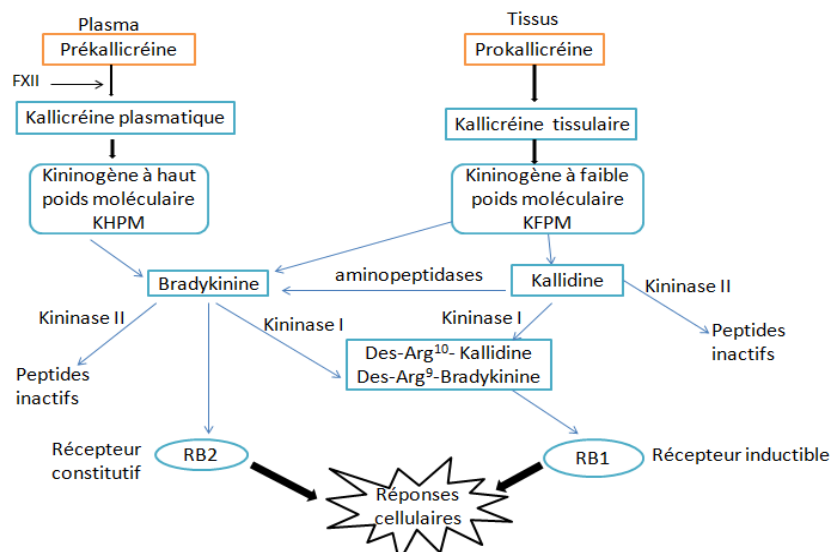 Plasma
Tissus
Prékallicréine
Prokallicréine
FXII
Kallicréine plasmatique
Kallicréine tissulaire
Kininogène à haut
poids moléculaire
KHPM
Kininogène à faible
poids moléculaire
KFPM
Bradykinine
aminopeptidases
Kallidine
Kininase II
Kininase II
Kininase I
Kininase I
Peptides
inactifs
Des-Arg¹⁰- Kallidine
Des-Arg⁹-Bradykinine
Peptides
inactifs
Récepteur
constitutif
RB2
RB1
Récepteur inductible
Réponses
cellulaires